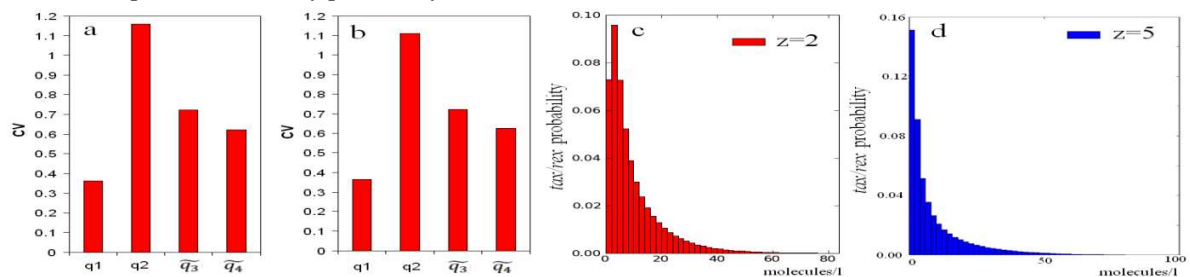 a
CV
1.2
1.1
1
0.9
0.8
0.7
0.6
0.5
0.4
0.3
0.2
0.1
0
q1 q2 q̃₃ q̃₄
b
CV
1.2
1.1
1
0.9
0.8
0.7
0.6
0.5
0.4
0.3
0.2
0.1
0
q1 q2 q̃₃ q̃₄
c
z=2
tax/rex probability
0.10
0.08
0.06
0.04
0.02
0.00
0 20 40 60 80
molecules/l
d
z=5
tax/rex probability
0.16
0.12
0.08
0.04
0.00
0 50 100
molecules/l